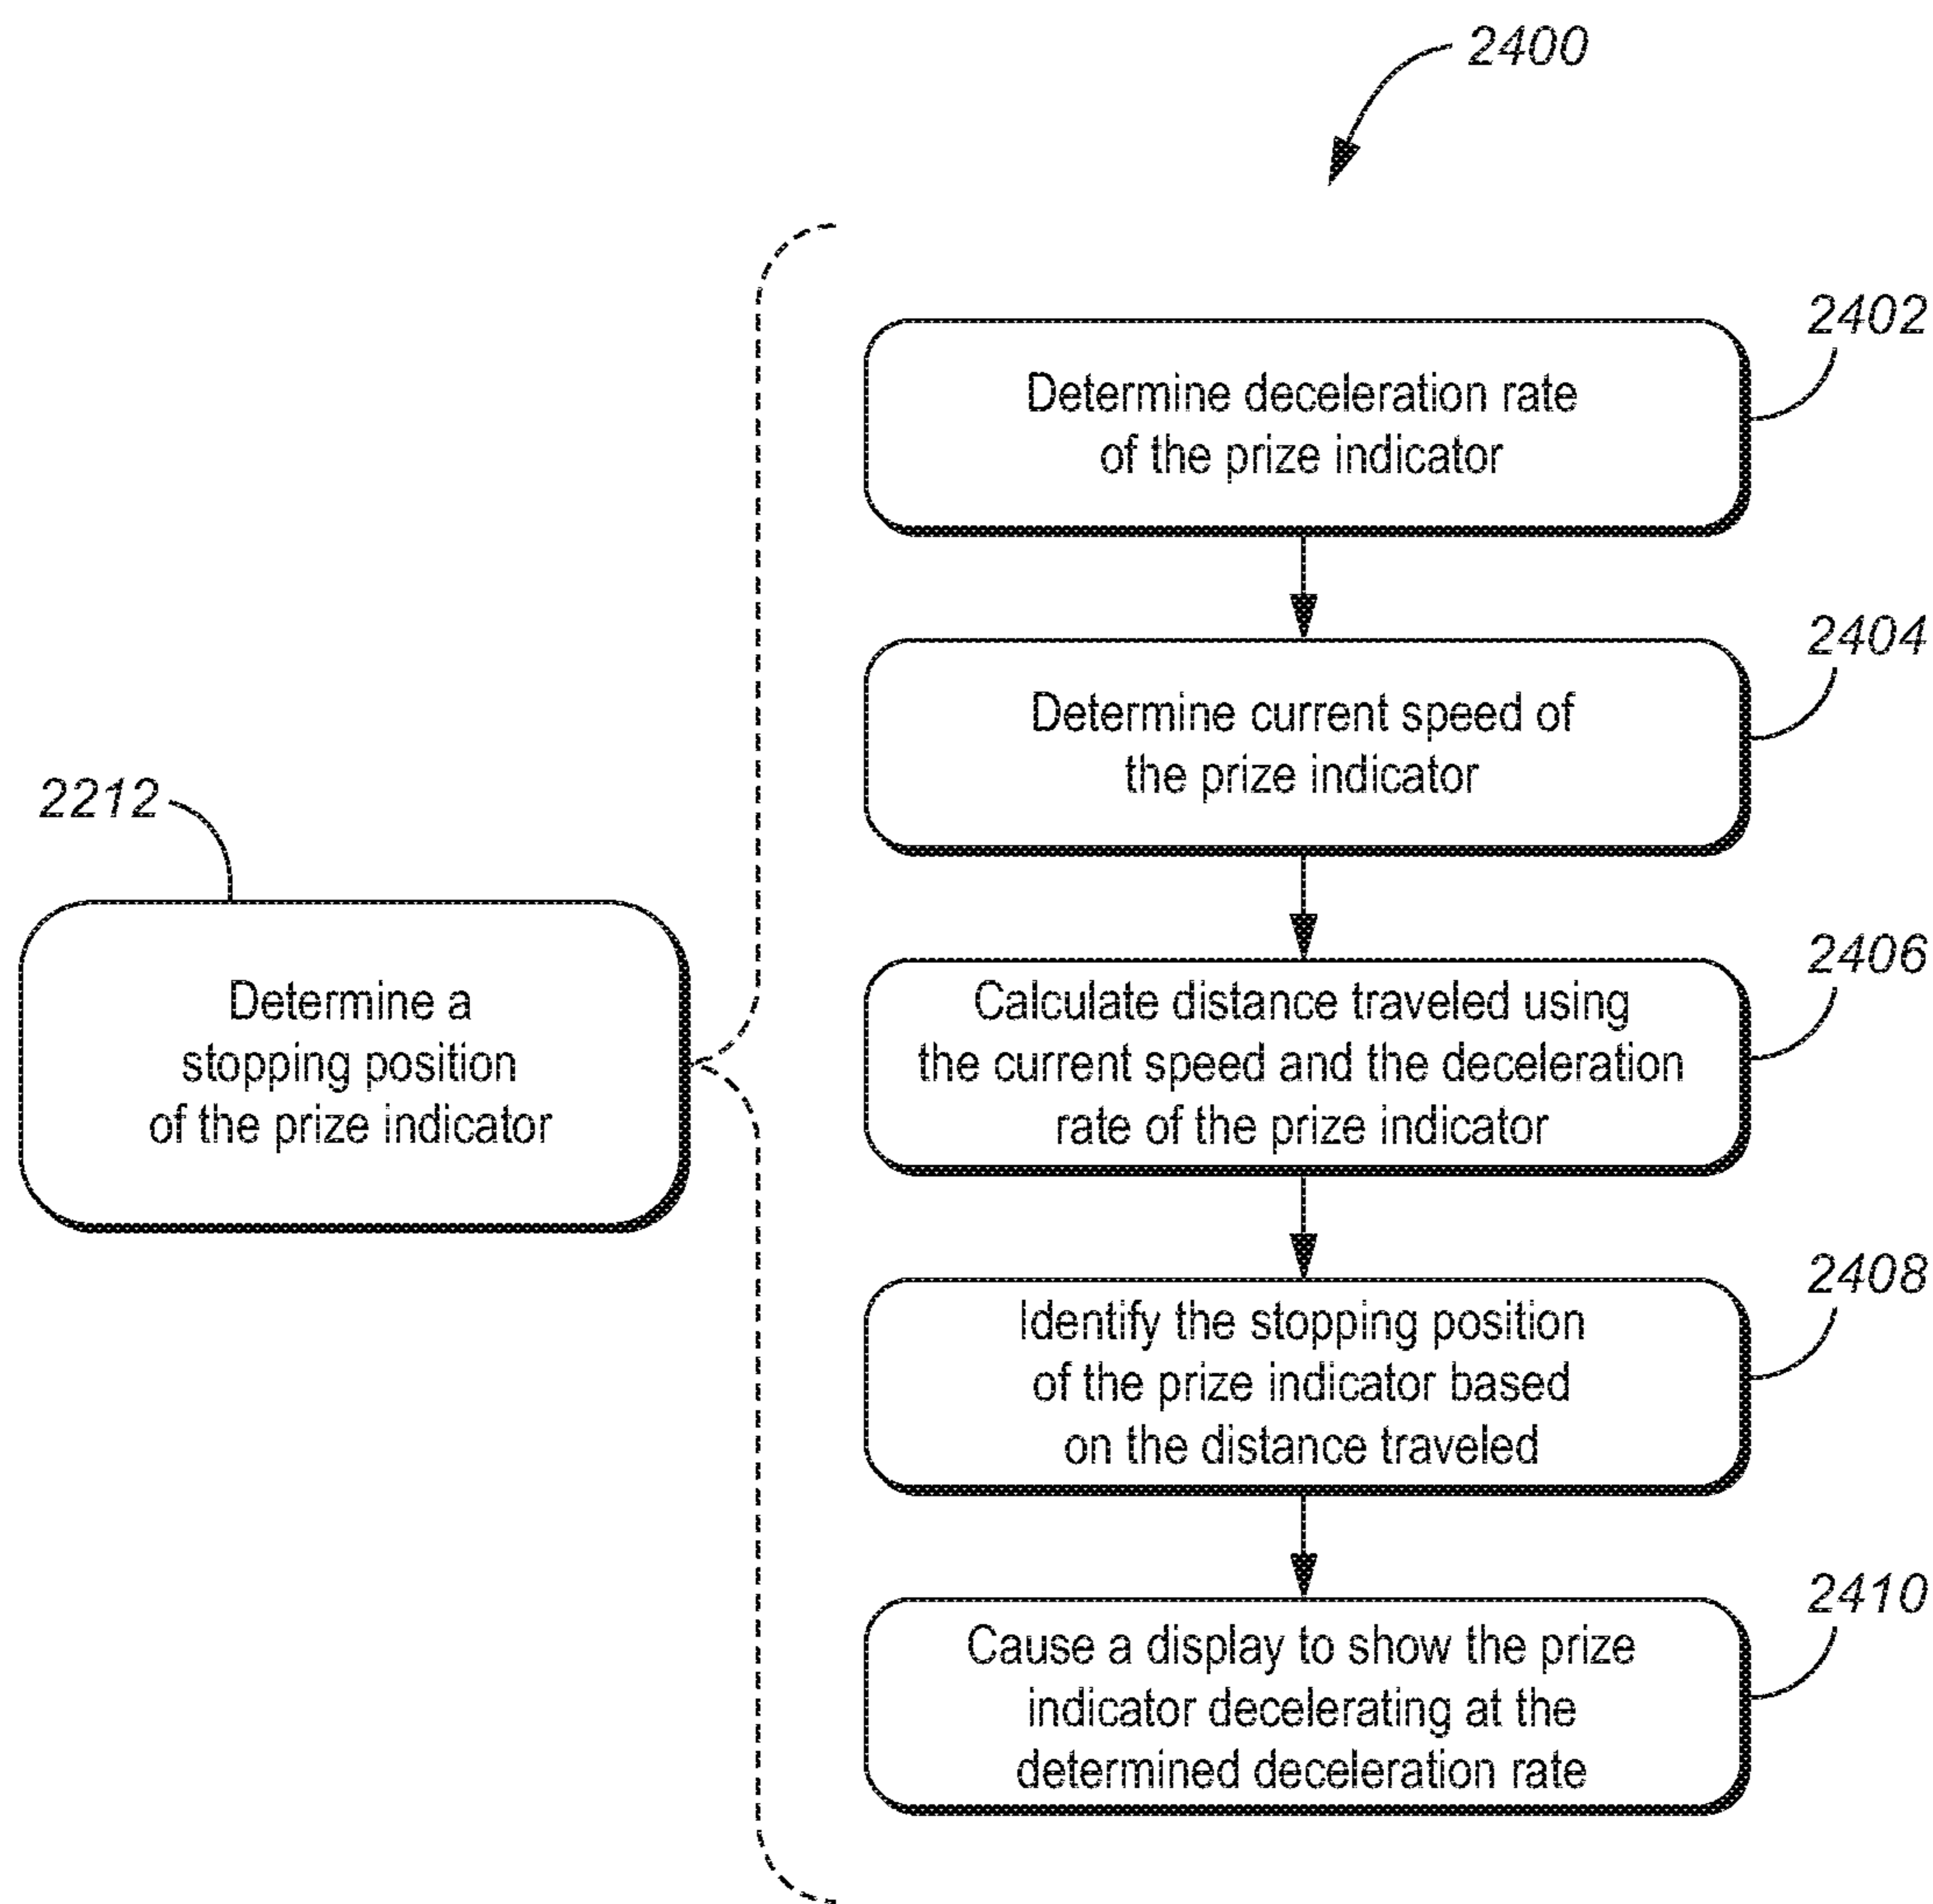 2400
2402
Determine deceleration rate
of the prize indicator
2404
Determine current speed of
the prize indicator
2212
Determine a
stopping position
of the prize indicator
2406
Calculate distance traveled using
the current speed and the deceleration
rate of the prize indicator
2408
Identify the stopping position
of the prize indicator based
on the distance traveled
2410
Cause a display to show the prize
indicator decelerating at the
determined deceleration rate